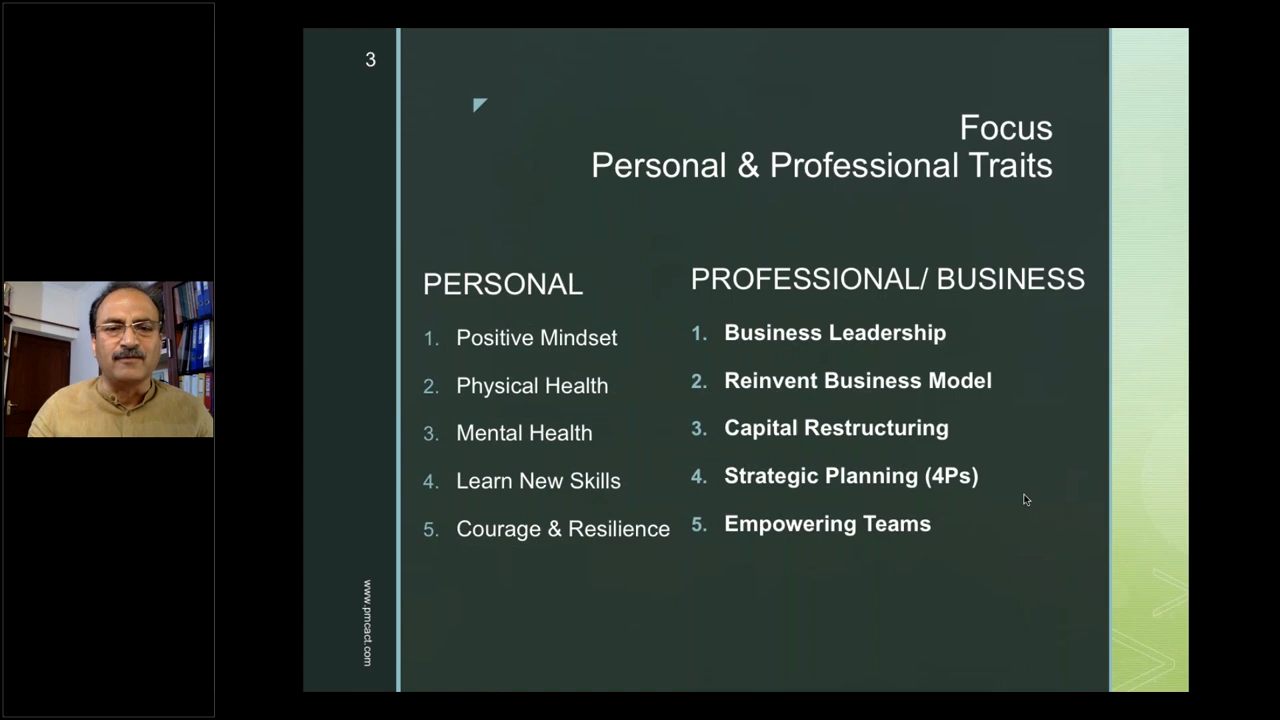 3
Focus
Personal & Professional Traits
PERSONAL
1. Positive Mindset
2. Physical Health
3. Mental Health
4. Learn New Skills
5. Courage & Resilience
PROFESSIONAL/ BUSINESS
1. Business Leadership
2. Reinvent Business Model
3. Capital Restructuring
4. Strategic Planning (4Ps)
5. Empowering Teams
www.pmcact.com